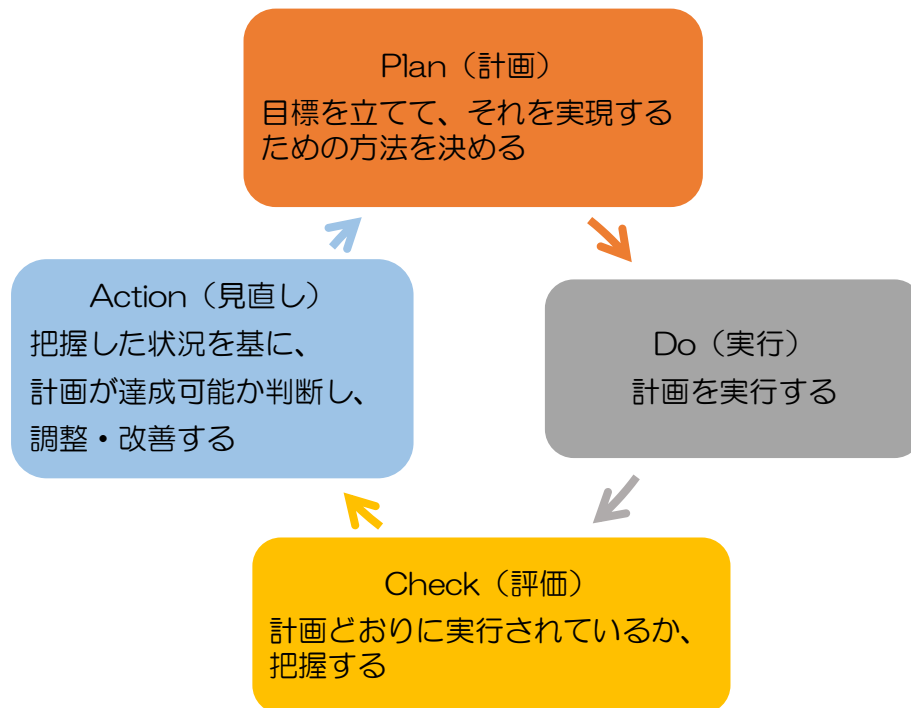 Plan（計画）
目標を立てて、それを実現する
ための方法を決める
Action（見直し）
把握した状況を基に、
計画が達成可能か判断し、
調整・改善する
Do（実行）
計画を実行する
Check（評価）
計画どおりに実行されているか、
把握する